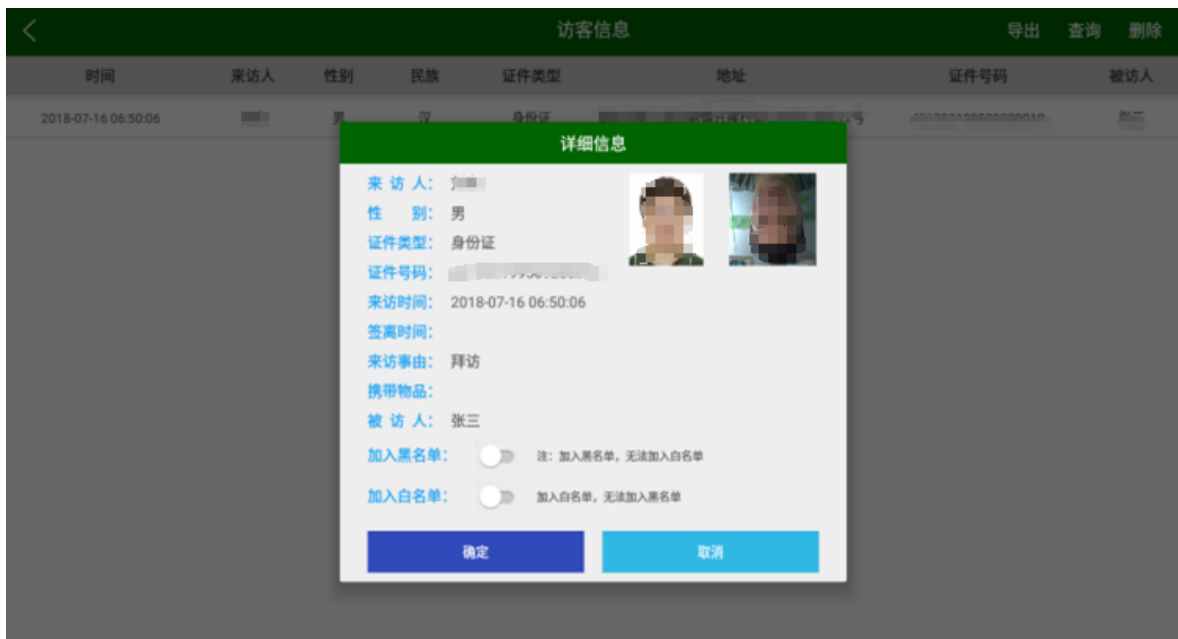 访客信息 导出 查询 删除
时间 来访人 性别 民族 证件类型 地址 证件号码 被访人
2018-07-16 06:50:06 男 汉 身份证 号
详细信息
来访人：
性 别： 男
证件类型： 身份证
证件号码：
来访时间： 2018-07-16 06:50:06
签离时间：
来访事由： 拜访
携带物品：
被访人： 张三
加入黑名单： 注：加入黑名单，无法加入白名单
加入白名单： 加入白名单，无法加入黑名单
确定 取消